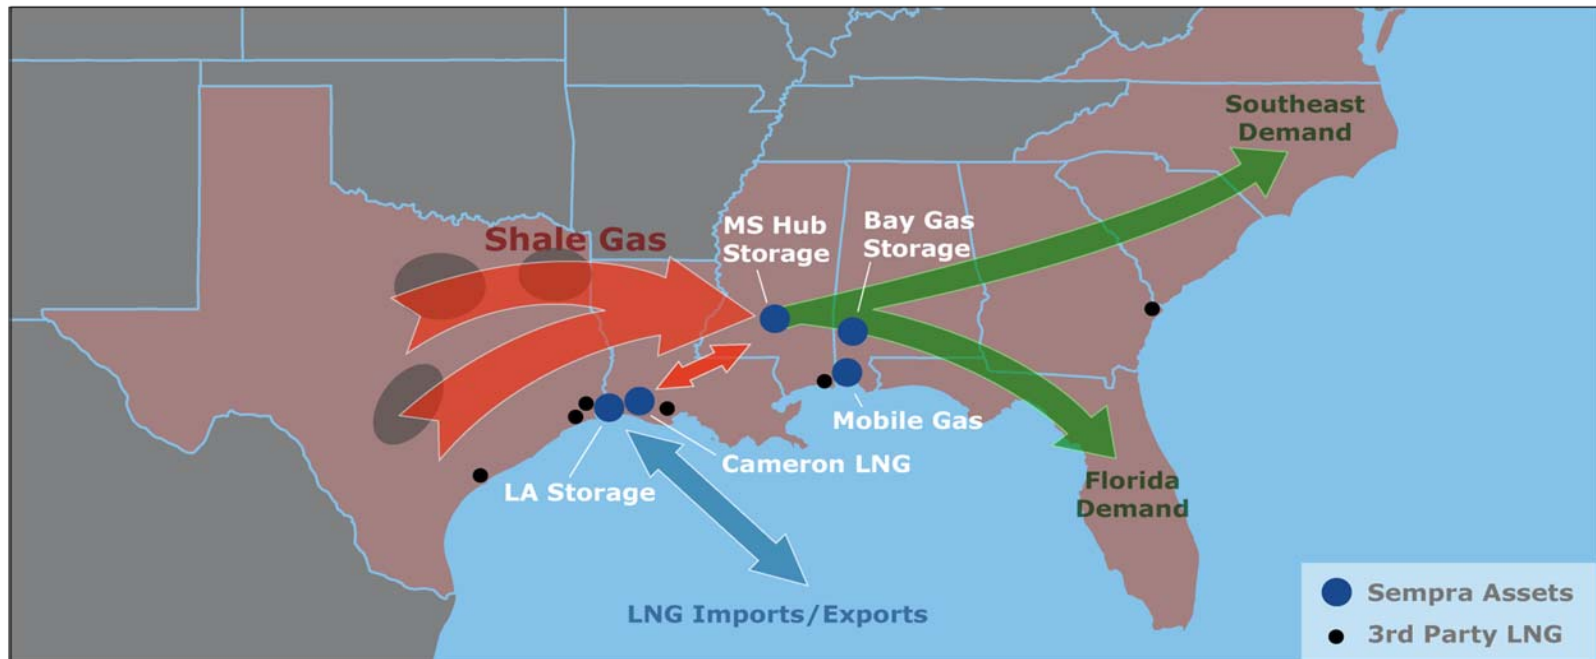 Southeast
Demand
MS Hub
Storage
Bay Gas
Storage
Shale Gas
Mobile Gas
Cameron LNG
LA Storage
Florida
Demand
LNG Imports/Exports
Sempra Assets
3rd Party LNG